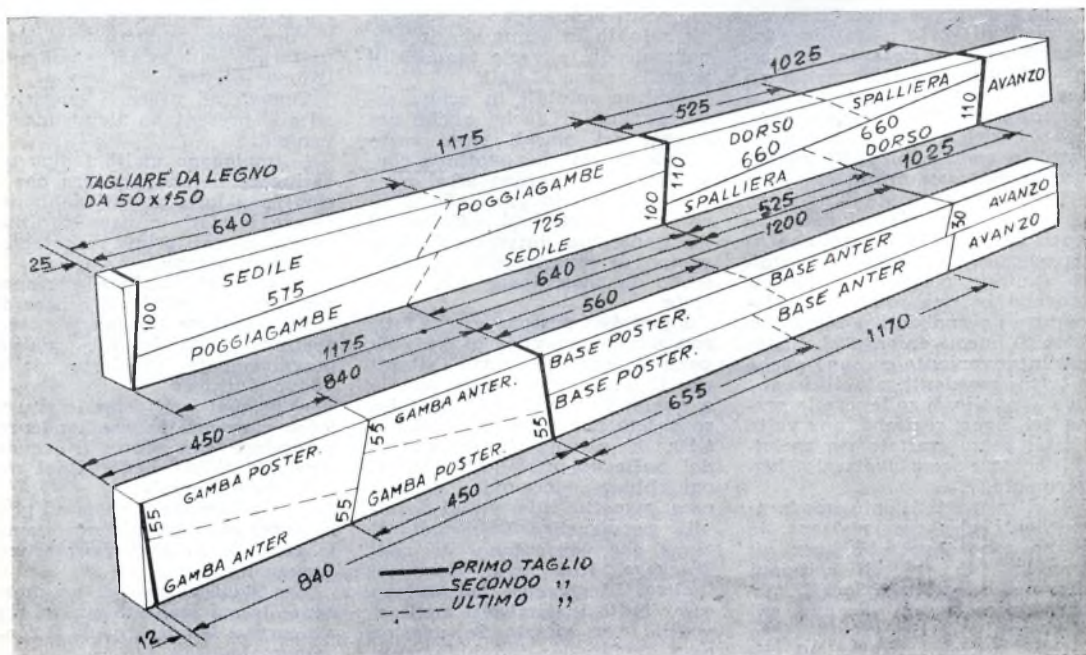 1025
525
SPALLIERA
AVANZO
1175
DORSO
660
110
660
110
DORSO
TAGLIARE DA LEGNO
DA 50 x 150
POGGIAGAMBE
SPALLIERA
1025
640
100
525
725
1200
SEDILE
SEDILE
25
575
640
AVANZO
100
BASE ANTER
30
AVANZO
POGGIAGAMBE
560
BASE ANTER
1175
BASE POSTER.
1170
840
BASE POSTER.
GAMBA ANTER.
655
450
55
55
GAMBA POSTER.
GAMBA POSTER.
55
55
450
GAMBA ANTER
840
12
PRIMO TAGLIO
SECONDO "
ULTIMO "